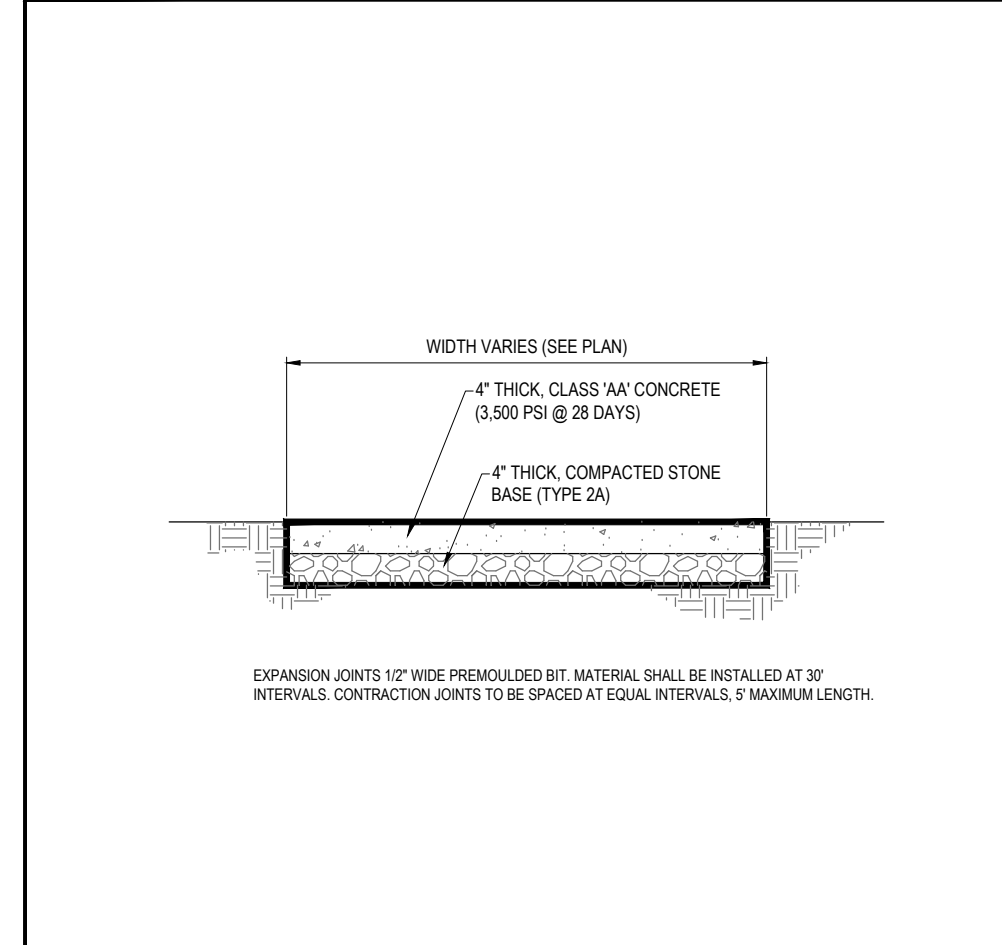 WIDTH VARIES (SEE PLAN)
4" THICK, CLASS 'AA' CONCRETE
(3,500 PSI @ 28 DAYS)
4" THICK, COMPACTED STONE
BASE (TYPE 2A)
EXPANSION JOINTS 1/2" WIDE PREMOULDED BIT. MATERIAL SHALL BE INSTALLED AT 30'
INTERVALS. CONTRACTION JOINTS TO BE SPACED AT EQUAL INTERVALS, 5' MAXIMUM LENGTH.